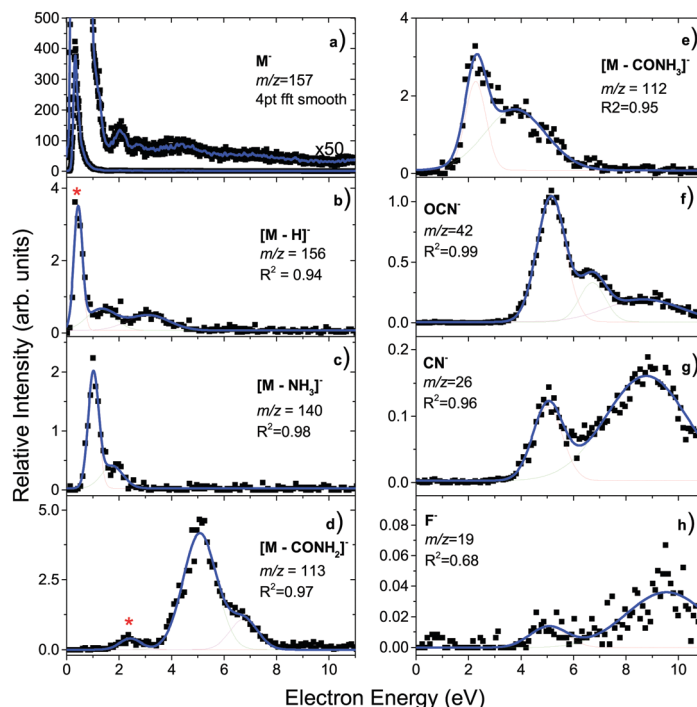 500
400
300
200
100
0
a)
M⁻
m/z=157
4pt fft smooth
x50
4
2
0
*
b)
[M - H]⁻
m/z = 156
R² = 0.94
2
1
0
c)
[M - NH₃]⁻
m/z = 140
R²=0.98
5.0
2.5
0.0
*
d)
[M - CONH₂]⁻
m/z = 113
R²=0.97
0 2 4 6 8 10
4
2
0
e)
[M - CONH₃]⁻
m/z = 112
R2=0.95
1.0
0.5
0.0
f)
OCN⁻
m/z=42
R²=0.99
0.2
0.1
0.0
g)
CN⁻
m/z=26
R²=0.96
0.08
0.06
0.04
0.02
0.00
h)
F⁻
m/z=19
R²=0.68
0 2 4 6 8 10
Relative Intensity (arb. units)
Electron Energy (eV)